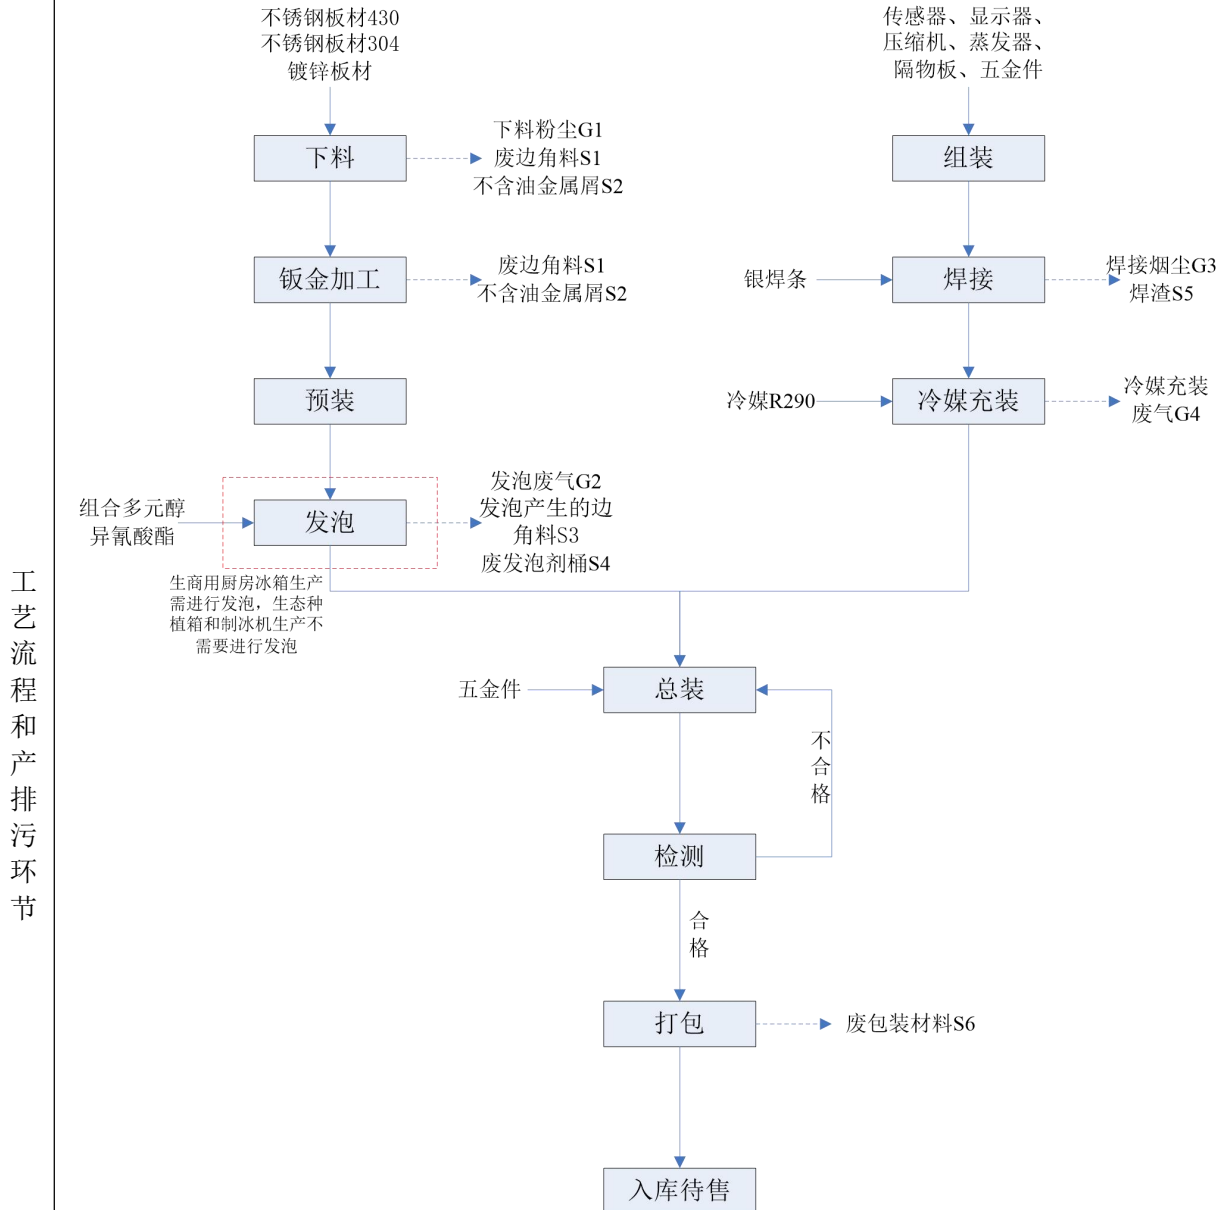 工艺流程和产排污环节
不锈钢板材430
不锈钢板材304
镀锌板材
下料
下料粉尘G1
废边角料S1
不含油金属屑S2
钣金加工
废边角料S1
不含油金属屑S2
预装
组合多元醇
异氰酸酯
发泡
发泡废气G2
发泡产生的边
角料S3
废发泡剂桶S4
生商用厨房冰箱生产
需进行发泡，生态种
植箱和制冰机生产不
需要进行发泡
传感器、显示器、
压缩机、蒸发器、
隔物板、五金件
组装
银焊条
焊接
焊接烟尘G3
焊渣S5
冷媒R290
冷媒充装
冷媒充装
废气G4
五金件
总装
不合格
检测
合格
打包
废包装材料S6
入库待售